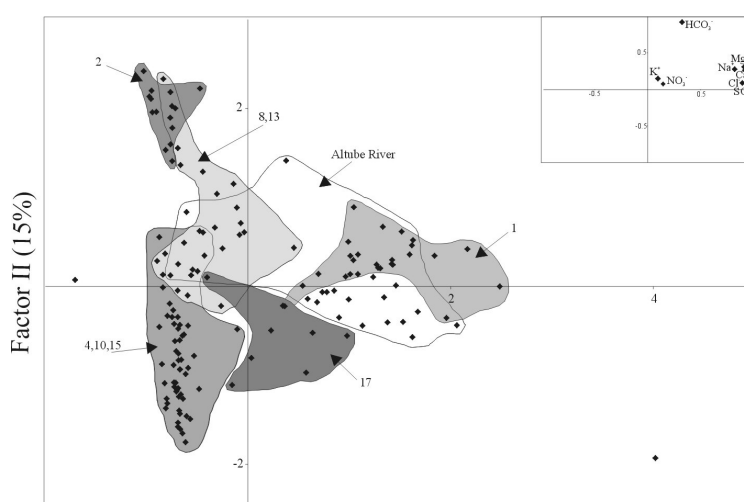 HCO₃⁻
Mg
0.5
Na⁺
K⁺
NO₃⁻
Cl
-0.5
0.5
-0.5
2
2
8,13
Altube River
1
Factor II (15%)
2
4
4,10,15
17
-2